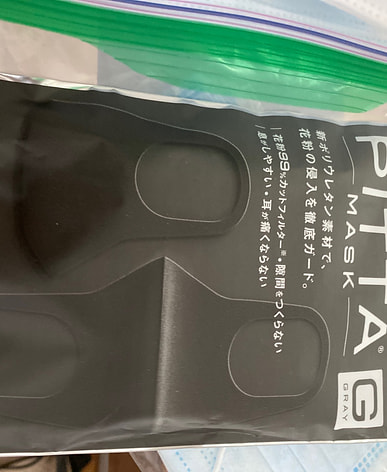 PITTA®
MASK
G
GRAY
新ポリウレタン素材で、
花粉の侵入を徹底ガード。
花粉99%カットフィルター※・隙間をつくらない
息がしやすい・耳が痛くならない